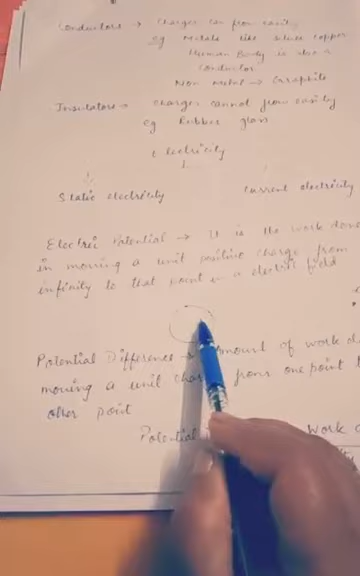 Conductors → Charges can flow easily
eg Metals like silver copper
Human Body is also a
conductor
Non Metal → Graphite
Insulators → charges cannot flow easily
eg Rubber glass
Electricity
Static electricity Current electricity
Electric Potential → It is the work done
in moving a unit positive charge from
infinity to that point in a electric field
Potential Difference → Amount of work
moving a unit from one point
other point
Potential Work